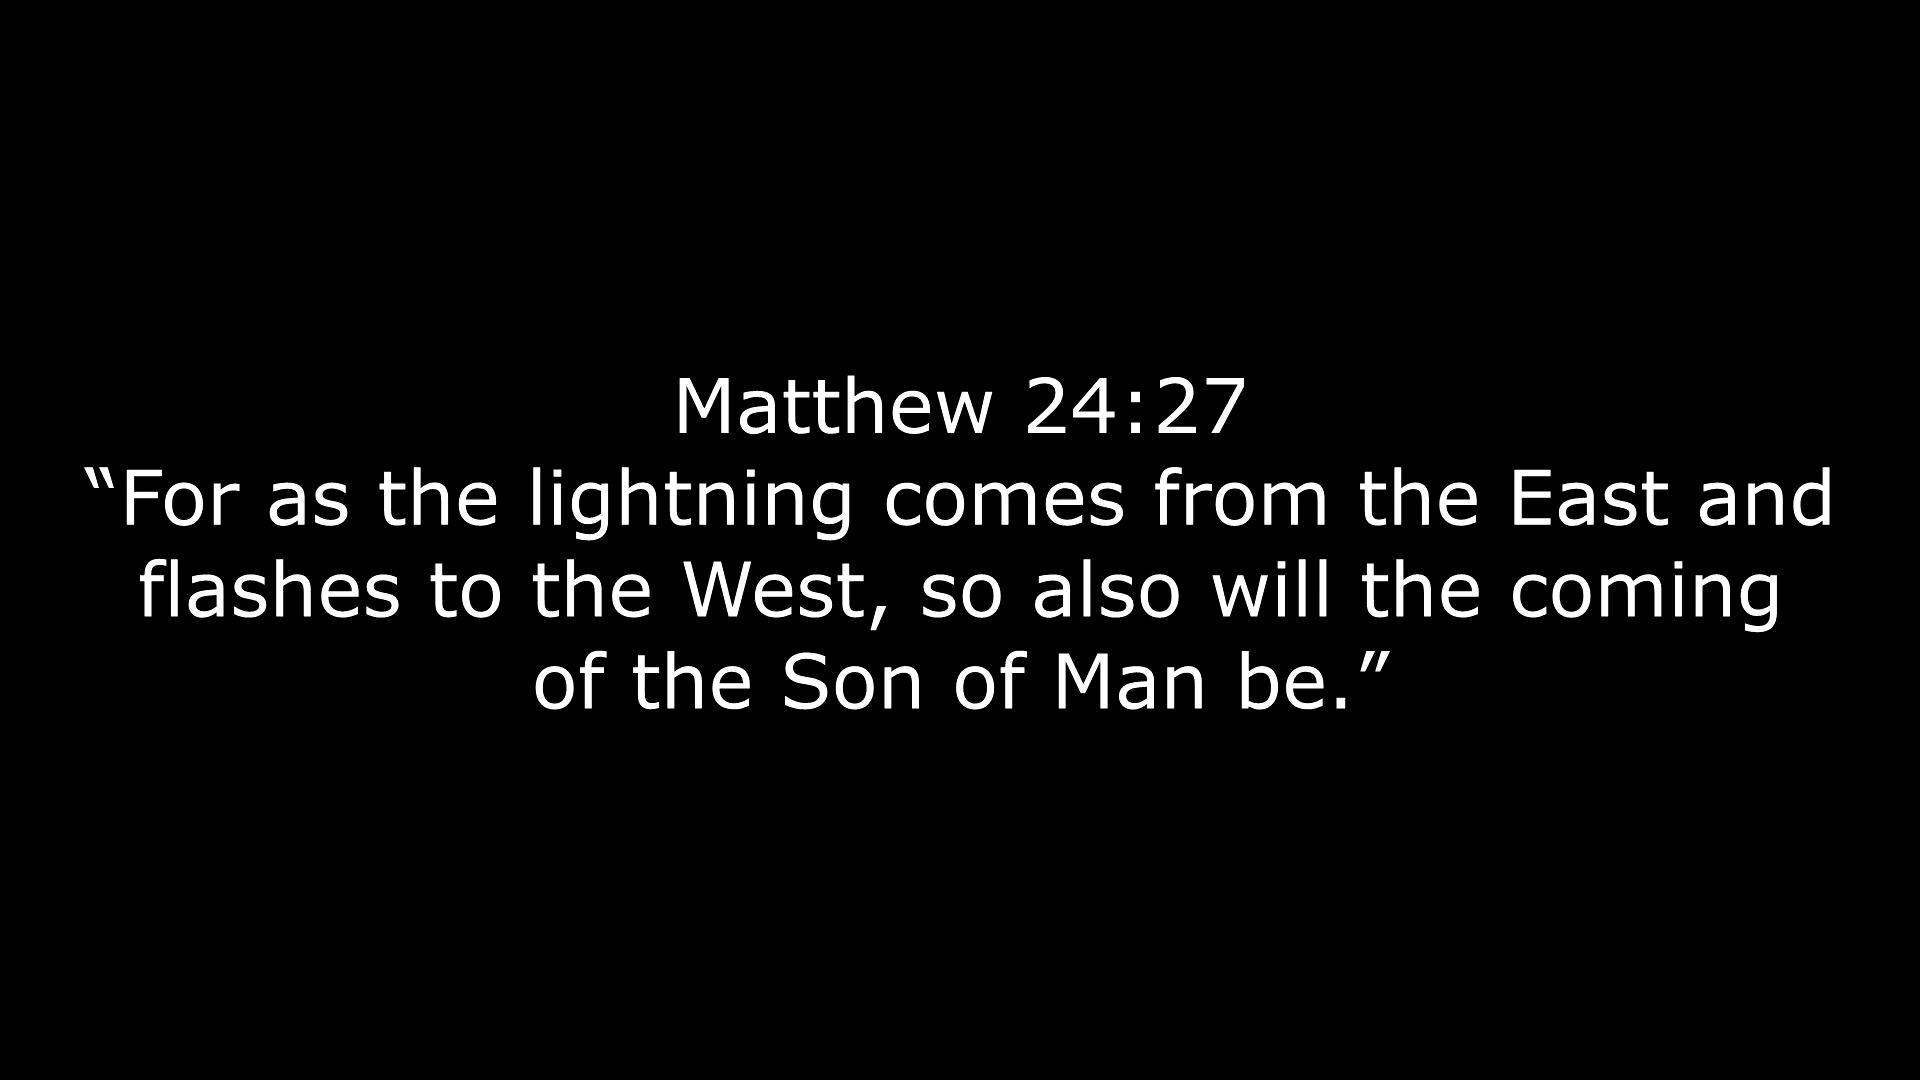 Matthew 24:27
“For as the lightning comes from the East and
flashes to the West, so also will the coming
of the Son of Man be.”